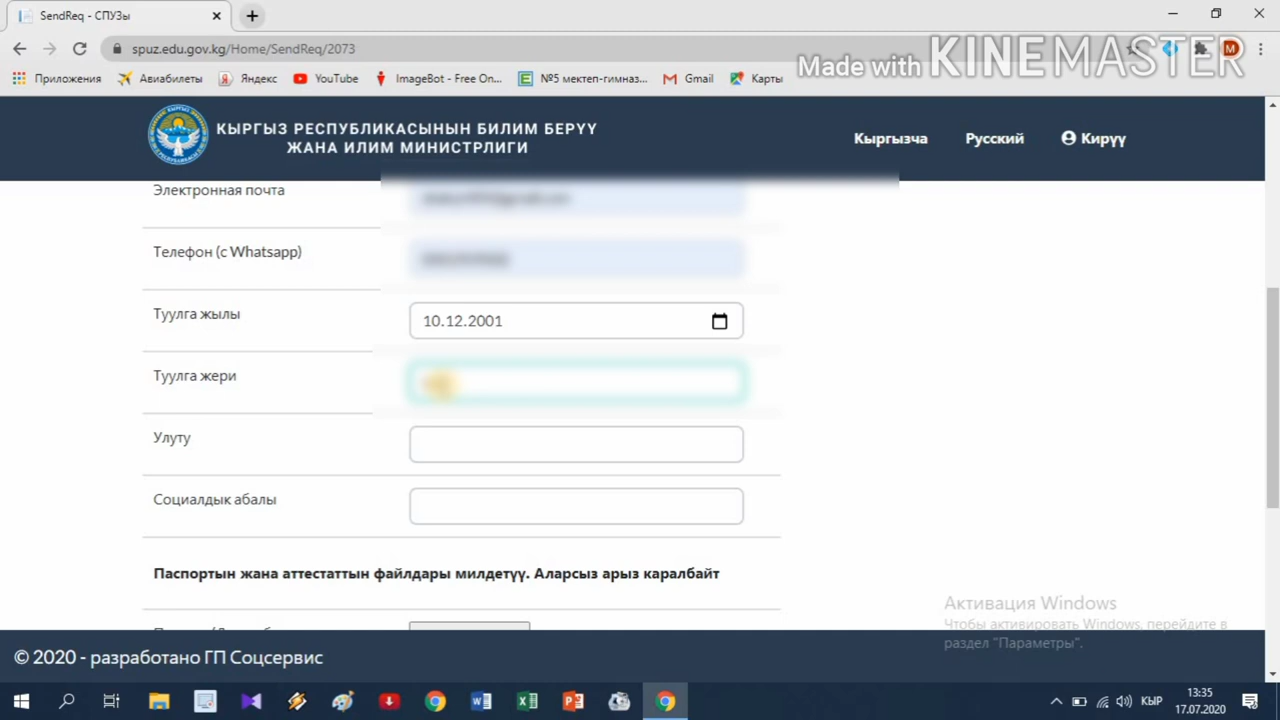 SendReq - СПУЗы
spuz.edu.gov.kg/Home/SendReq/2073
Made with KINEMASTER
Приложения
Авиабилеты
Яндекс
YouTube
ImageBot - Free On...
№5 мектеп-гимназ...
Gmail
Карты
КЫРГЫЗ РЕСПУБЛИКАСЫНЫН БИЛИМ БЕРҮҮ
ЖАНА ИЛИМ МИНИСТРЛИГИ
Кыргызча
Русский
Кирүү
Электронная почта
Телефон (с Whatsapp)
Туулга жылы
10.12.2001
Туулга жери
Улуту
Социалдык абалы
Паспортын жана аттестаттын файлдары милдетүү. Аларсыз арыз каралбайт
Активация Windows
Чтобы активировать Windows, перейдите в
раздел "Параметры".
© 2020 - разработано ГП Соцсервис
КЫР
13:35
17.07.2020